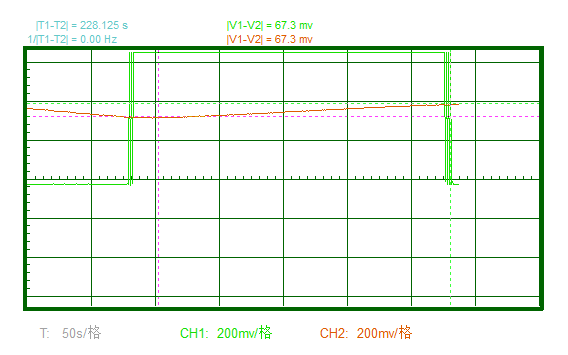 |T1-T2| = 228.125 s |V1-V2| = 67.3 mv
1/|T1-T2| = 0.00 Hz |V1-V2| = 67.3 mv
T: 50s/格 CH1: 200mv/格 CH2: 200mv/格